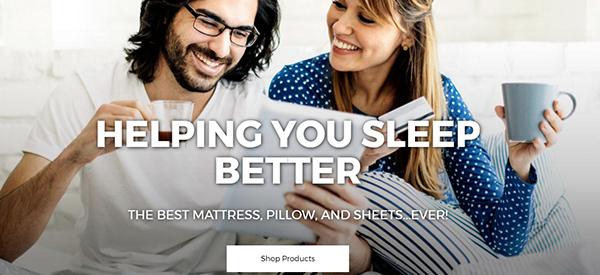 HELPING YOU SLEEP
BETTER
THE BEST MATTRESS, PILLOW, AND SHEETS...EVER!
Shop Products